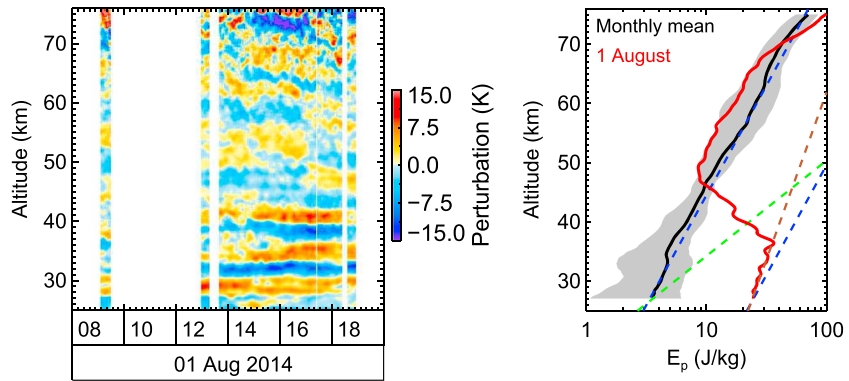 Altitude (km)
70
60
50
40
30
08 10 12 14 16 18
01 Aug 2014
15.0
7.5
0.0
−7.5
−15.0
Perturbation (K)
Monthly mean
1 August
Altitude (km)
70
60
50
40
30
1 10 100
Ep (J/kg)